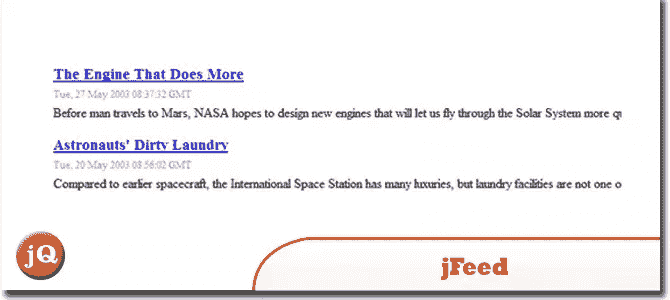 The Engine That Does More
Tue, 27 May 2003 08:37:32 GMT
Before man travels to Mars, NASA hopes to design new engines that will let us fly through the Solar System more q
Astronauts' Dirty Laundry
Tue, 20 May 2003 08:56:02 GMT
Compared to earlier spacecraft, the International Space Station has many luxuries, but laundry facilities are not one o
jQ
jFeed